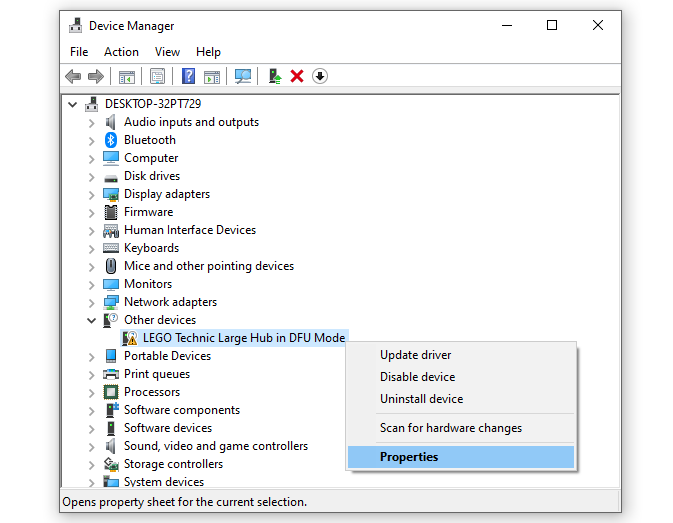 Device Manager
File Action View Help
DESKTOP-32PT729
Audio inputs and outputs
Bluetooth
Computer
Disk drives
Display adapters
Firmware
Human Interface Devices
Keyboards
Mice and other pointing devices
Monitors
Network adapters
Other devices
LEGO Technic Large Hub in DFU Mode
Portable Devices
Print queues
Processors
Software components
Software devices
Sound, video and game controllers
Storage controllers
System devices
Update driver
Disable device
Uninstall device
Scan for hardware changes
Properties
Opens property sheet for the current selection.